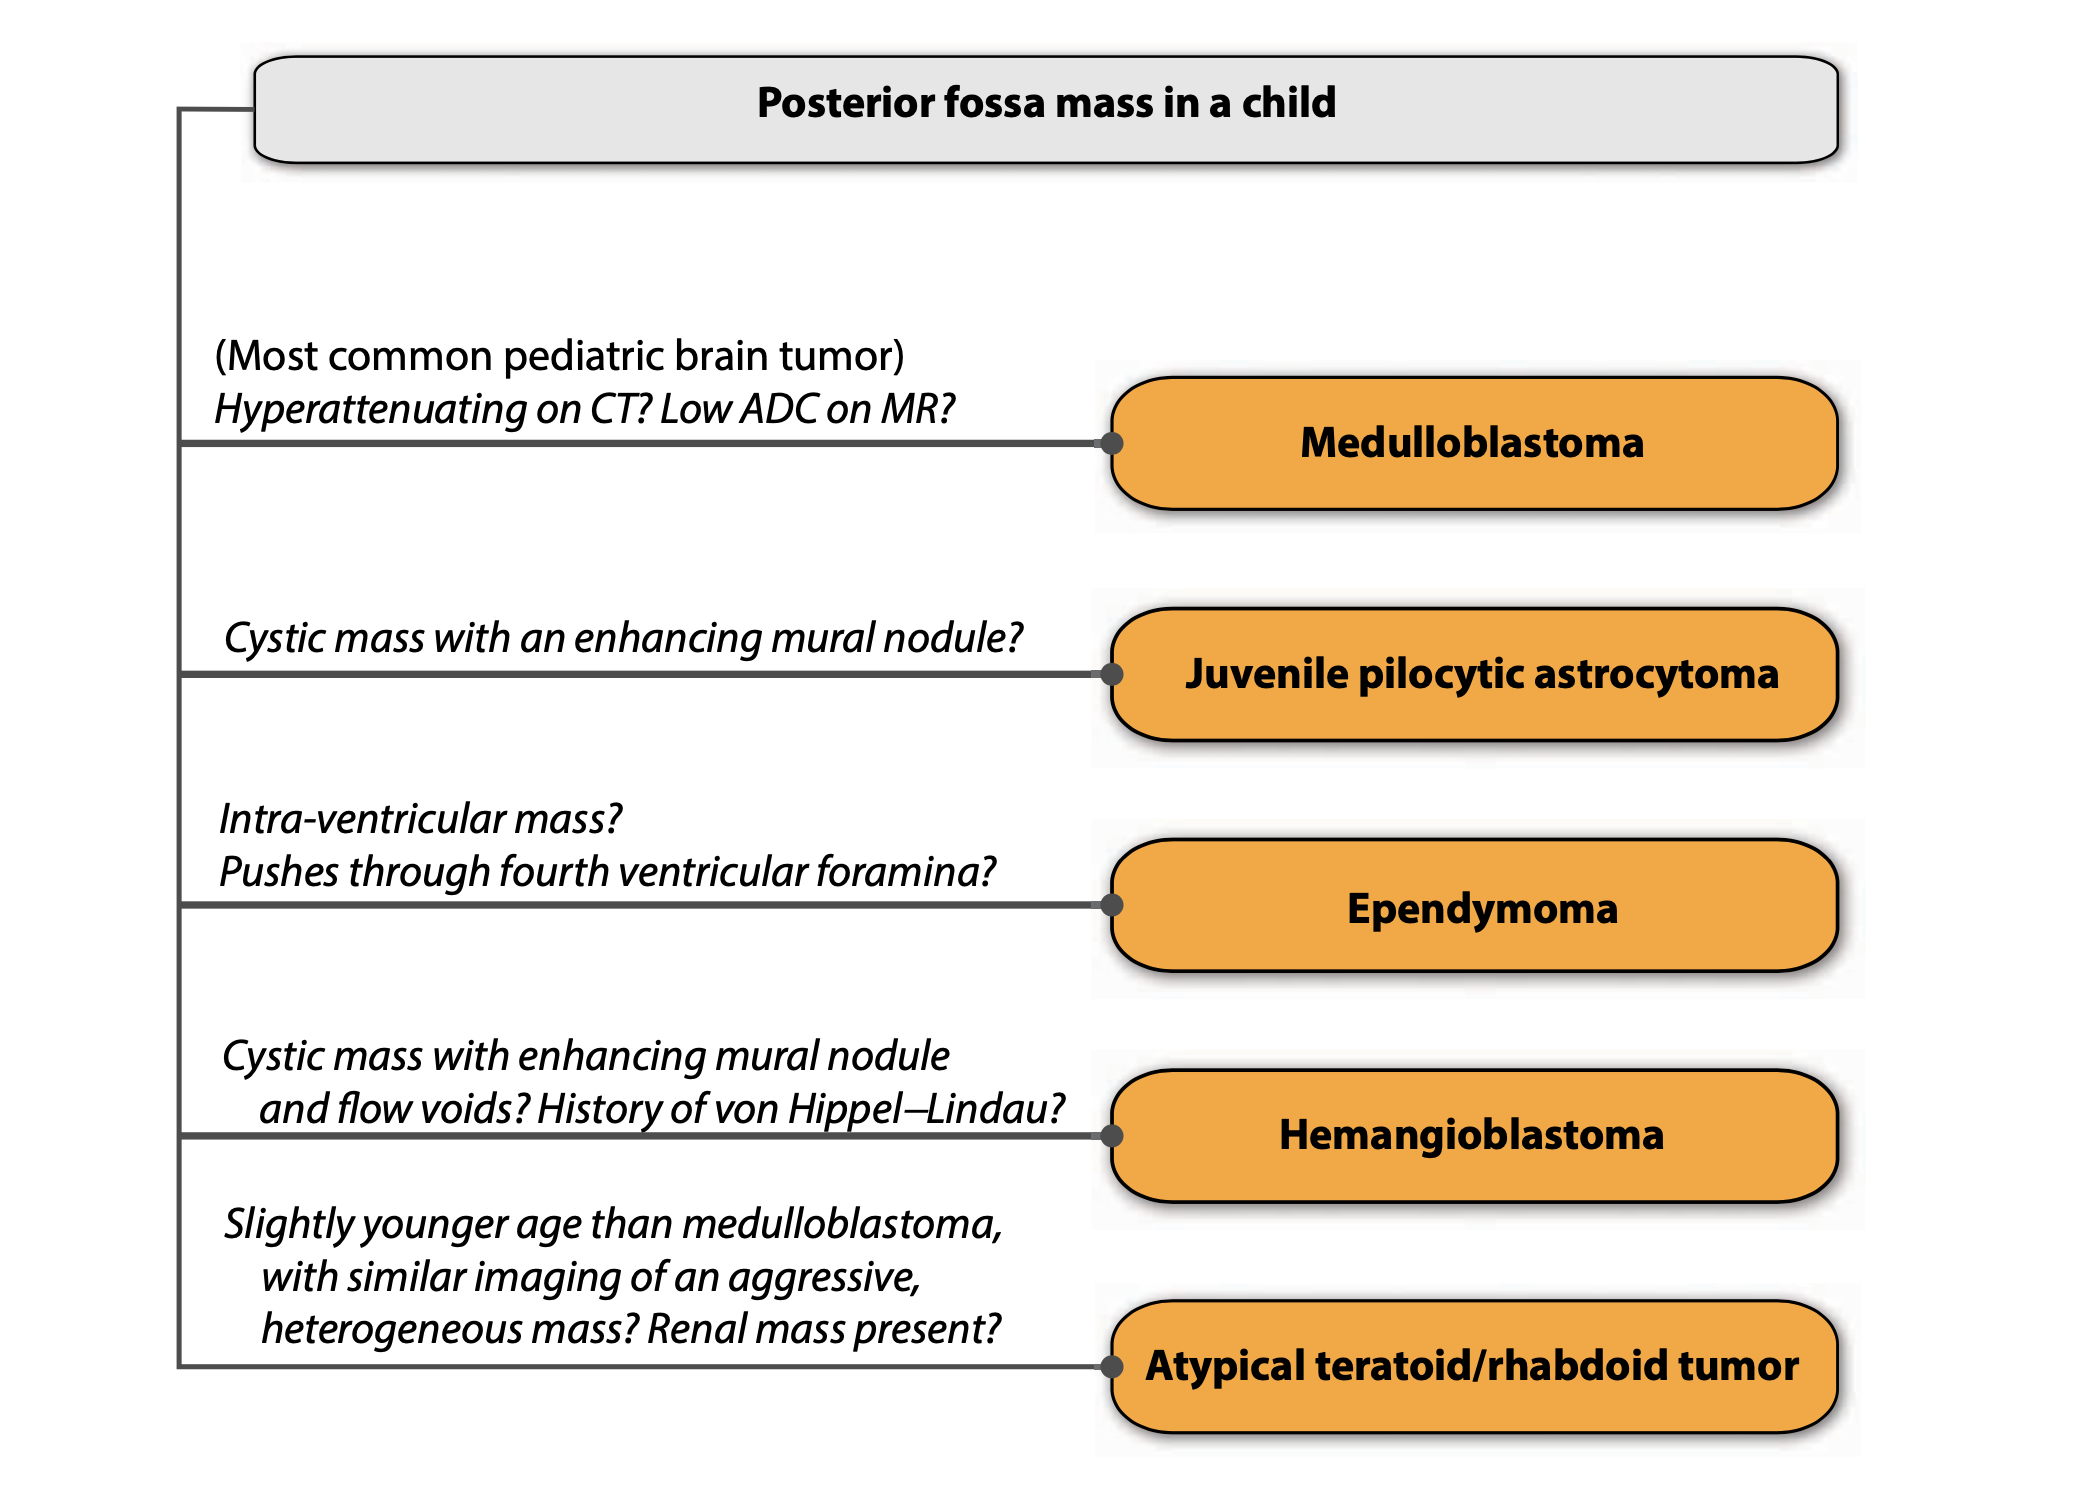 Posterior fossa mass in a child
(Most common pediatric brain tumor)
Hyperattenuating on CT? Low ADC on MR?
Medulloblastoma
Cystic mass with an enhancing mural nodule?
Juvenile pilocytic astrocytoma
Intra-ventricular mass?
Pushes through fourth ventricular foramina?
Ependymoma
Cystic mass with enhancing mural nodule
and flow voids? History of von Hippel–Lindau?
Hemangioblastoma
Slightly younger age than medulloblastoma,
with similar imaging of an aggressive,
heterogeneous mass? Renal mass present?
Atypical teratoid/rhabdoid tumor